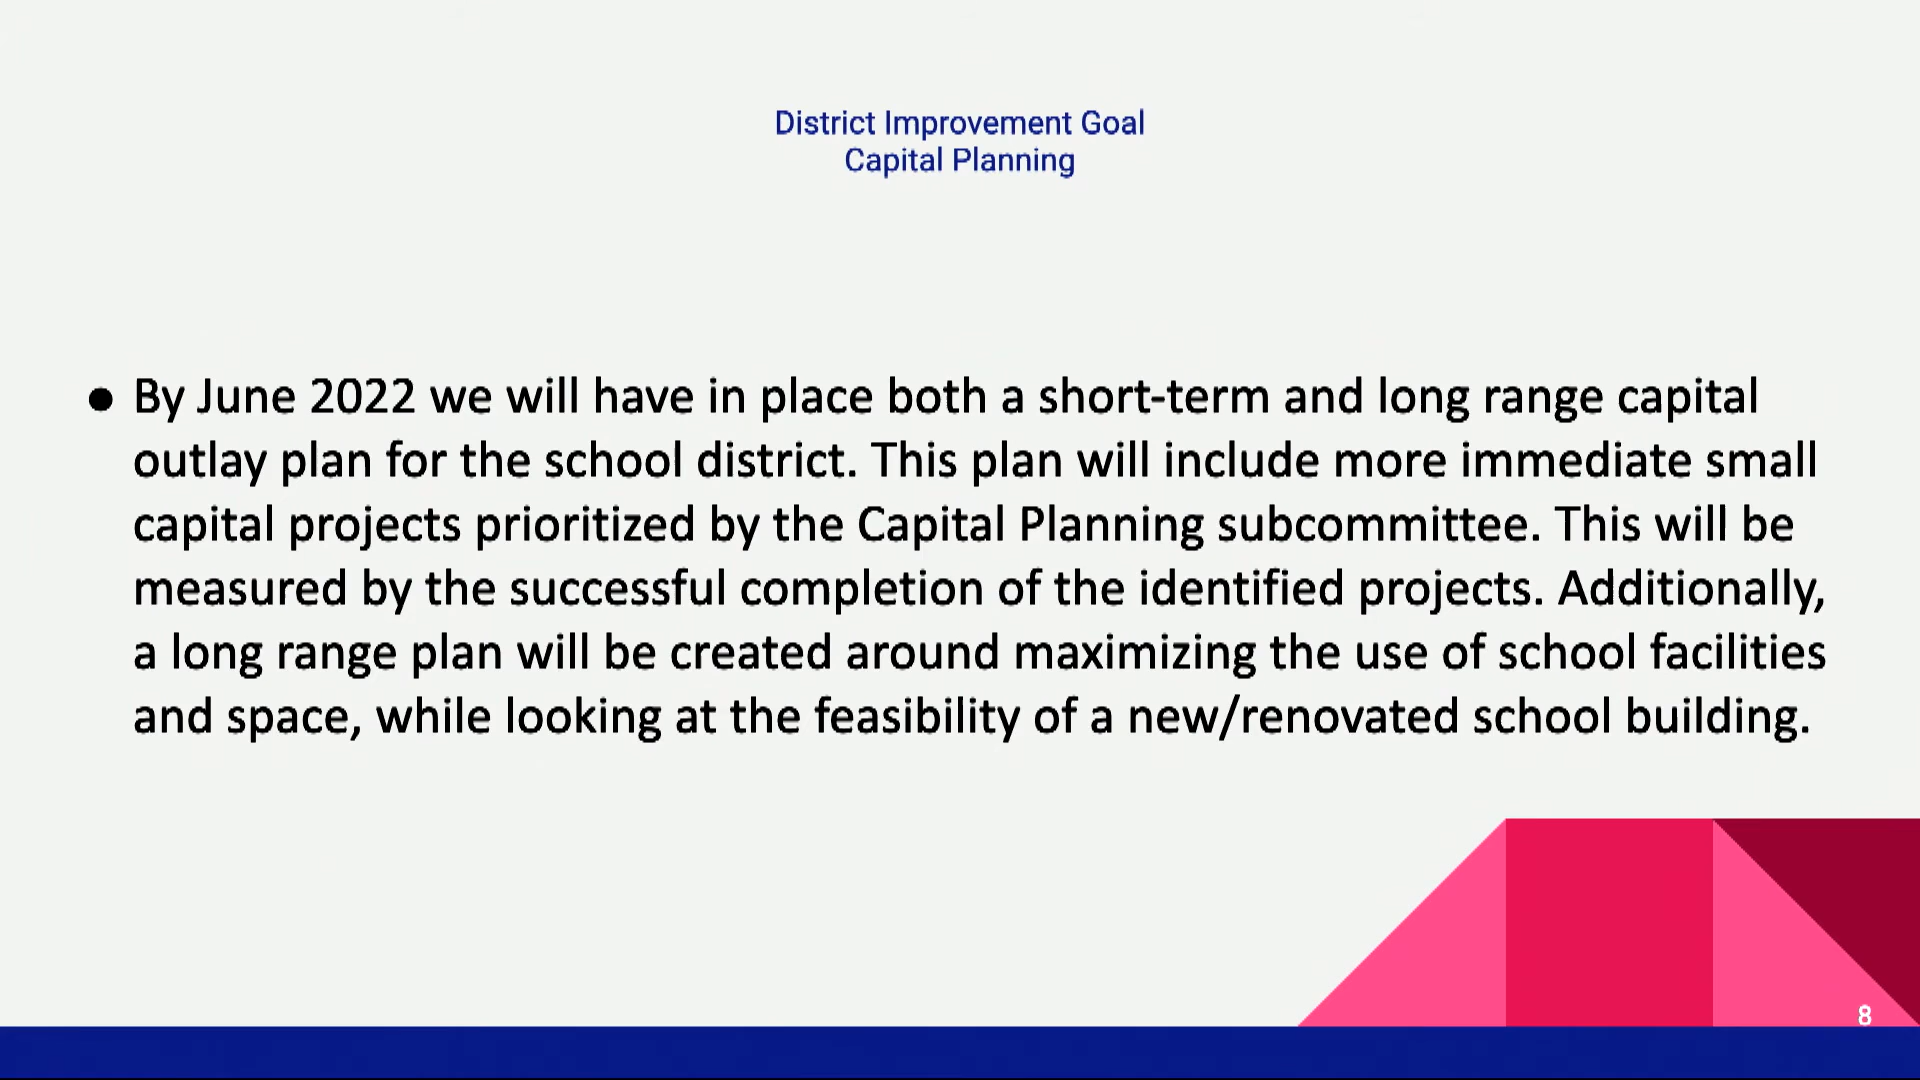 District Improvement Goal
Capital Planning
● By June 2022 we will have in place both a short-term and long range capital
outlay plan for the school district. This plan will include more immediate small
capital projects prioritized by the Capital Planning subcommittee. This will be
measured by the successful completion of the identified projects. Additionally,
a long range plan will be created around maximizing the use of school facilities
and space, while looking at the feasibility of a new/renovated school building.
8